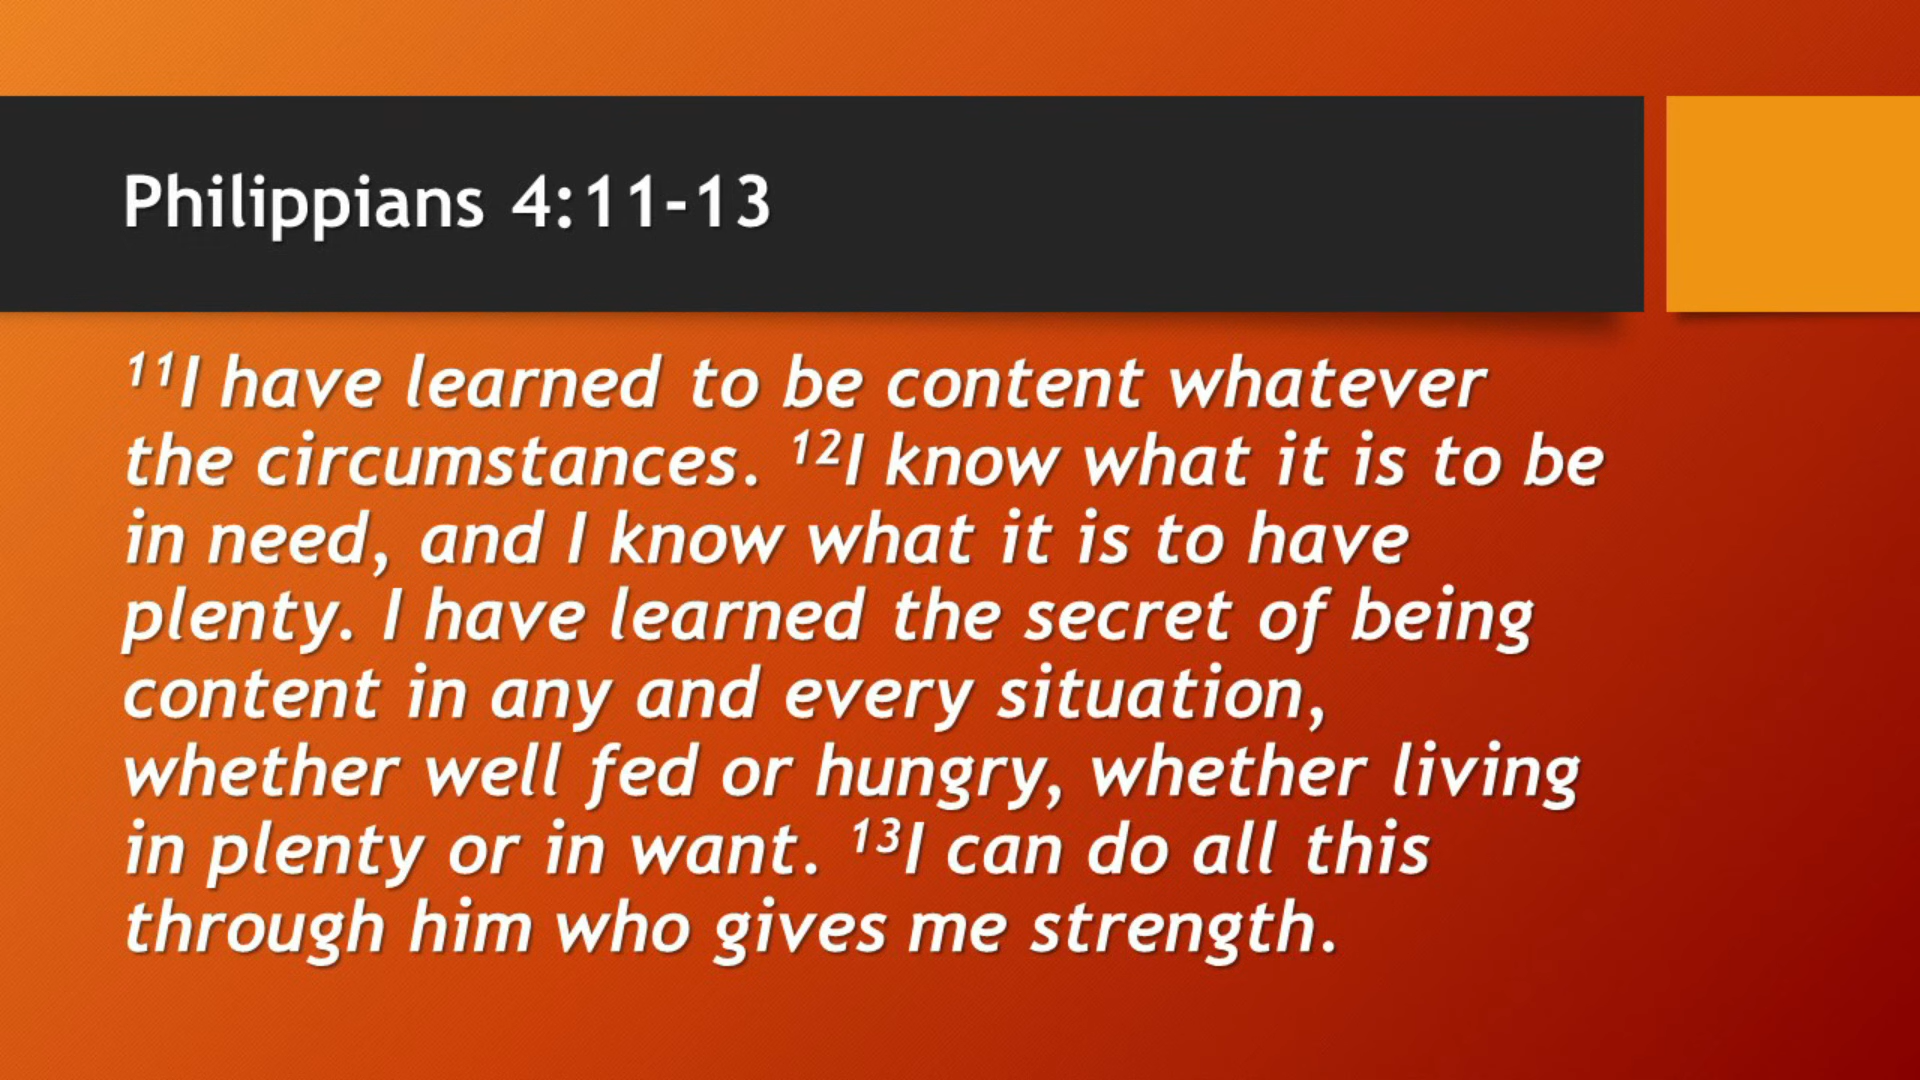 Philippians 4:11-13
¹¹I have learned to be content whatever
the circumstances. ¹²I know what it is to be
in need, and I know what it is to have
plenty. I have learned the secret of being
content in any and every situation,
whether well fed or hungry, whether living
in plenty or in want. ¹³I can do all this
through him who gives me strength.